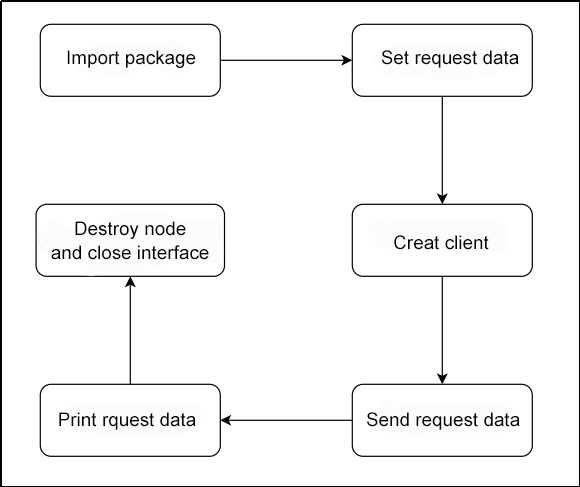 Import package
Set request data
Creat client
Send request data
Print rquest data
Destroy node
and close interface